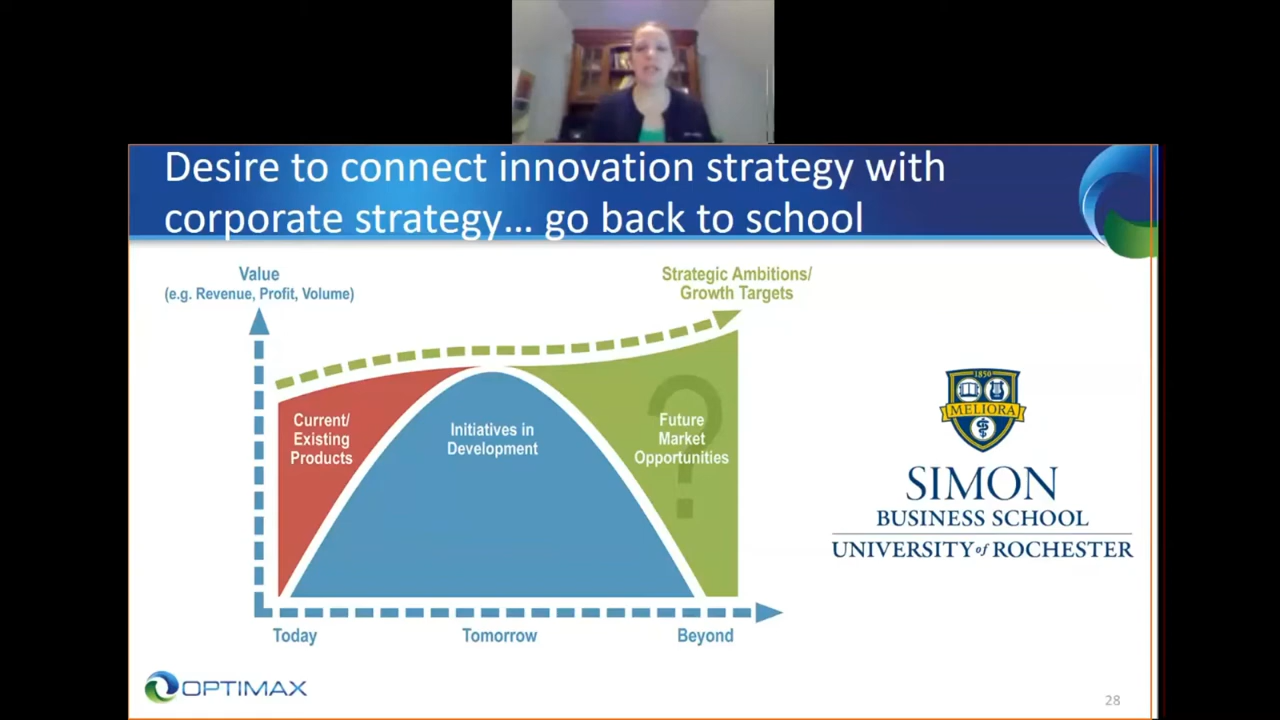 Desire to connect innovation strategy with
corporate strategy... go back to school
Value
(e.g. Revenue, Profit, Volume)
Strategic Ambitions/
Growth Targets
Current/
Existing
Products
Initiatives in
Development
?
Future
Market
Opportunities
Today
Tomorrow
Beyond
1850
MELIORA
SIMON
BUSINESS SCHOOL
UNIVERSITY of ROCHESTER
OPTIMAX
28